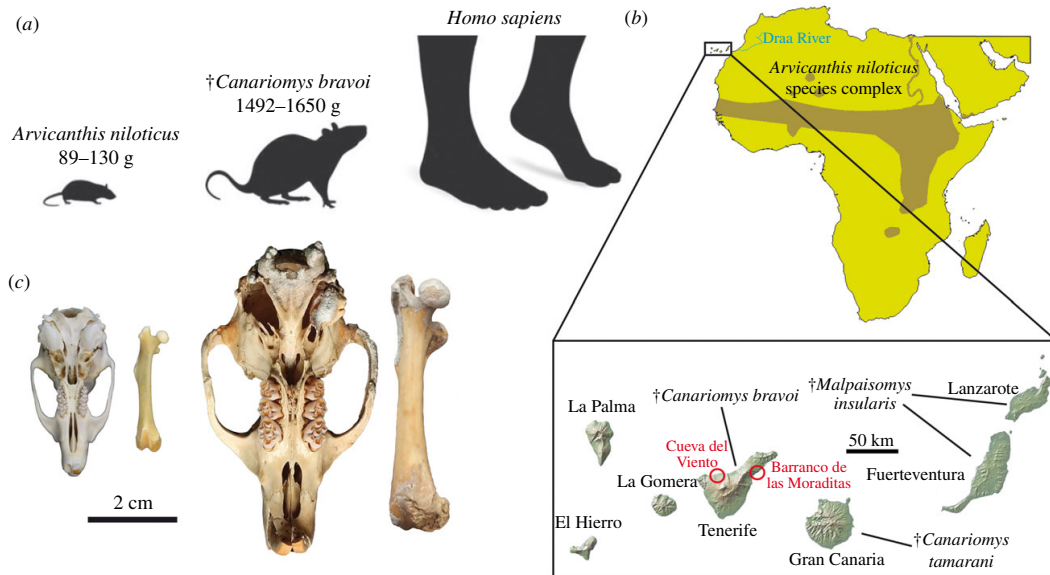 (a)
Homo sapiens
†Canariomys bravoi
1492–1650 g
Arvicanthis niloticus
89–130 g
(b)
Draa River
Arvicanthis niloticus
species complex
(c)
2 cm
La Palma
†Canariomys bravoi
†Malpaisomys
insularis
Lanzarote
Cueva del
Viento
50 km
La Gomera
Barranco de
las Moraditas
Fuerteventura
El Hierro
Tenerife
Gran Canaria
†Canariomys
tamarani